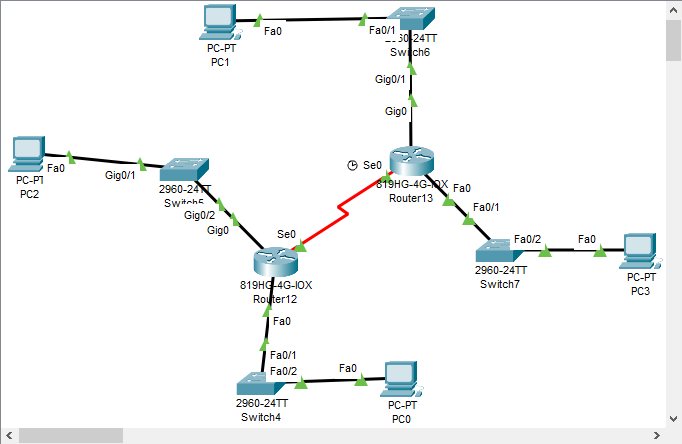 Fa0
Fa0/1
2960-24TT
Switch6
PC-PT
PC1
Gig0/1
Gig0
Se0
819HG-4G-IOX
Router13
Fa0
Fa0/1
Fa0/2
Fa0
2960-24TT
Switch7
PC-PT
PC3
Fa0
PC-PT
PC2
Gig0/1
2960-24TT
Switch5
Gig0/2
Gig0
Se0
819HG-4G-IOX
Router12
Fa0
Fa0/1
Fa0/2
Fa0
2960-24TT
Switch4
PC-PT
PC0